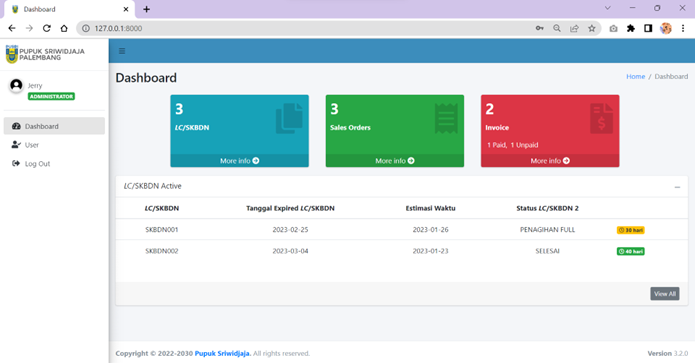 Dashboard
127.0.0.1:8000
PUPUK SRIWIDJAJA
PALEMBANG
Jerry
ADMINISTRATOR
Dashboard
User
Log Out
Dashboard
Home / Dashboard
3
LC/SKBDN
More info
3
Sales Orders
More info
2
Invoice
1 Paid, 1 Unpaid
More info
LC/SKBDN Active
LC/SKBDN Tanggal Expired LC/SKBDN Estimasi Waktu Status LC/SKBDN 2
SKBDN001 2023-02-25 2023-01-26 PENAGIHAN FULL 30 hari
SKBDN002 2023-03-04 2023-01-23 SELESAI 40 hari
View All
Copyright © 2022-2030 Pupuk Sriwidjaja. All rights reserved.
Version 3.2.0